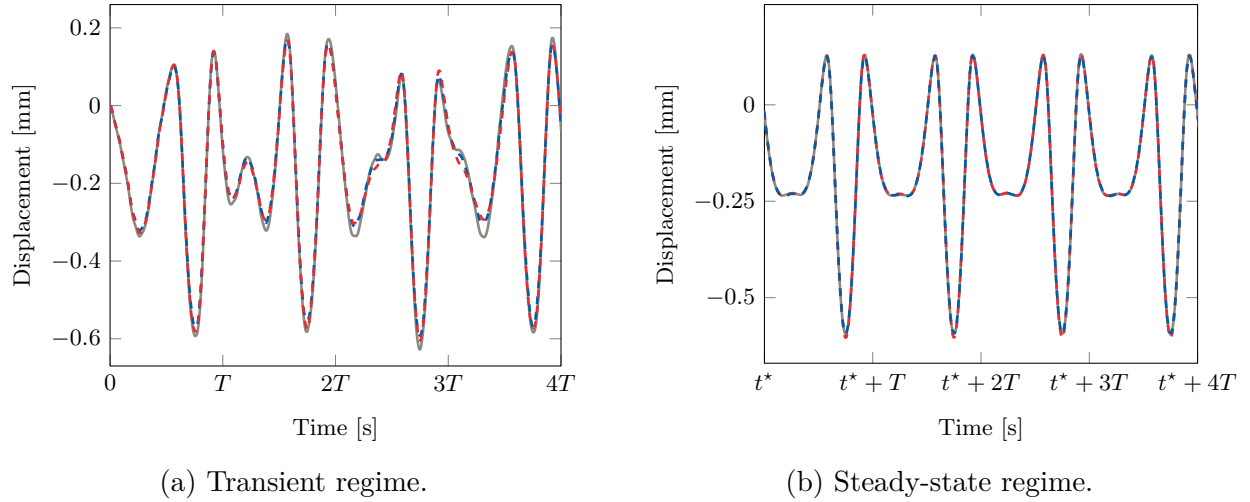 Displacement [mm]
0.2
0
−0.2
−0.4
−0.6
0
T
2T
3T
4T
Time [s]
(a) Transient regime.
Displacement [mm]
0
−0.25
−0.5
t⋆
t⋆ + T
t⋆ + 2T
t⋆ + 3T
t⋆ + 4T
Time [s]
(b) Steady-state regime.